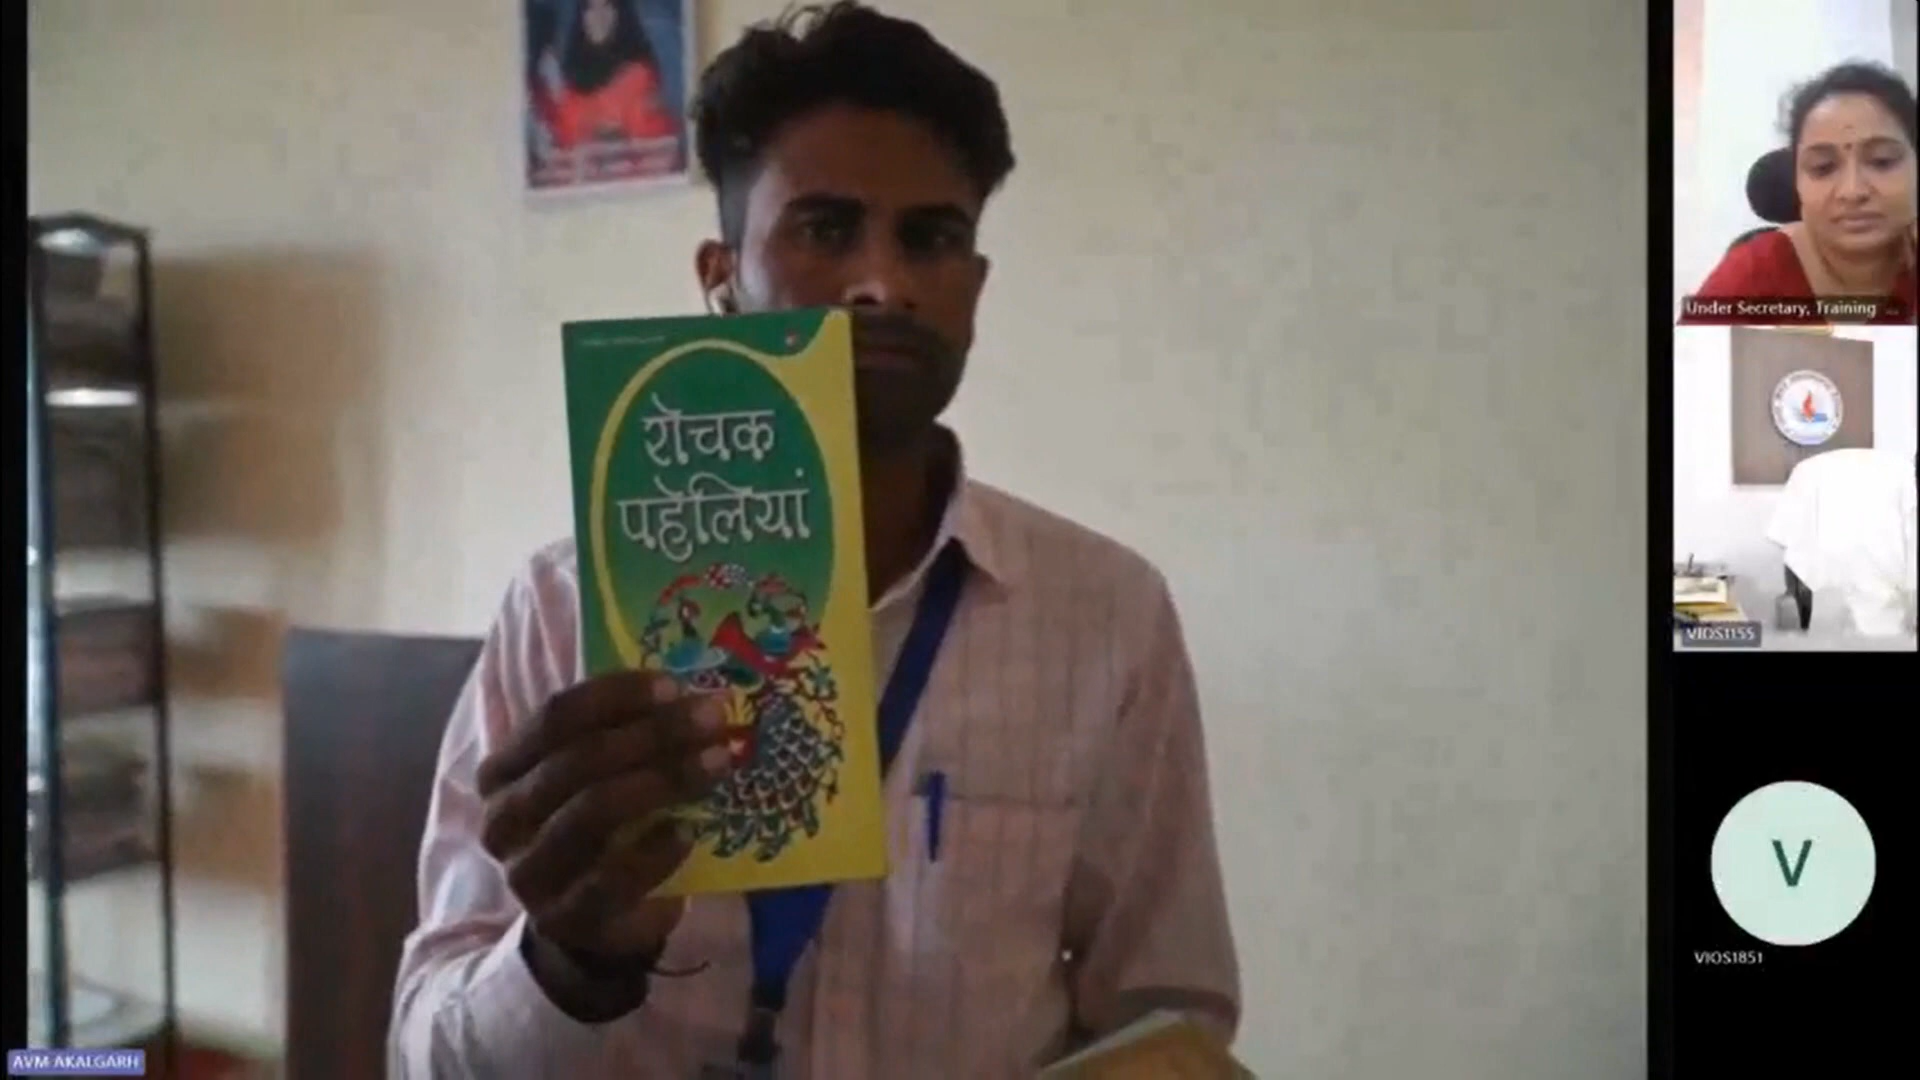 रोचक
पहेलियां
Under Secretary, Training ...
VIOS1155
V
VIOS1851
AVM AKALGARH